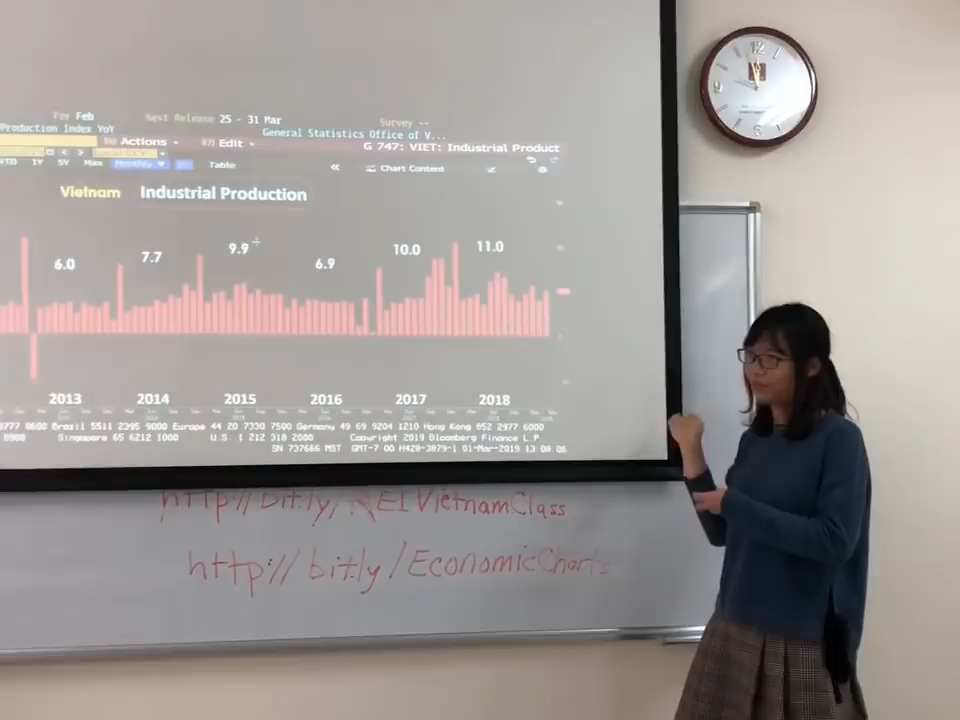 For Feb Next Release 25 - 31 Mar Survey --
Production Index YoY General Statistics Office of V...
Actions Edit G 747: VIET: Industrial Product
YTD 1Y 5Y Max Monthly Table « Chart Content
Vietnam Industrial Production
6.0 7.7 9.9 6.9 10.0 11.0
2013 2014 2015 2016 2017 2018
8777 8600 Brazil 5511 2395 9000 Europe 44 20 7330 7500 Germany 49 69 9204 1210 Hong Kong 852 2977 6000
8900 Singapore 65 6212 1000 U.S. 1 212 318 2000 Copyright 2019 Bloomberg Finance L.P.
SN 737666 MST GMT-7:00 H428-3879-1 01-Mar-2019 13:08:06
http://bit.ly/REIVietnamClass
http://bit.ly/EconomicCharts